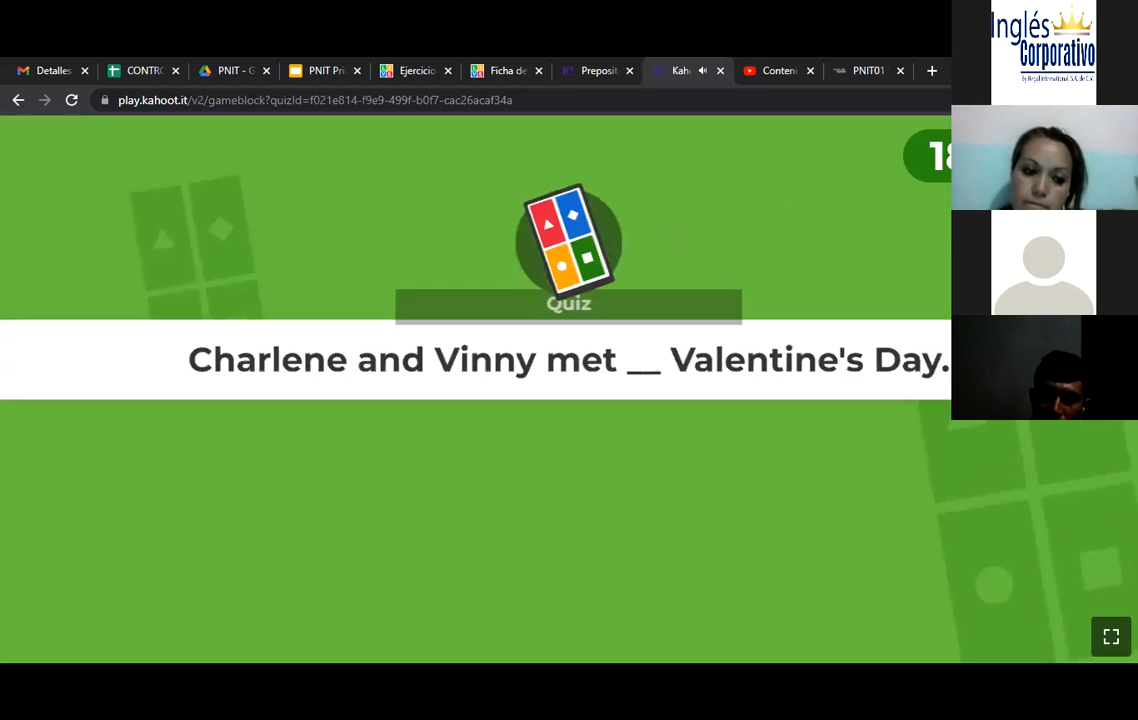 Detalles
CONTRO
PNIT - G
PNIT Pri
Ejercicio
Ficha de
Preposit
Kah
Conten
PNIT01
play.kahoot.it/v2/gameblock?quizId=f021e814-f9e9-499f-b0f7-cac26acaf34a
Inglés
Corporativo
18
Quiz
Charlene and Vinny met __ Valentine's Day.